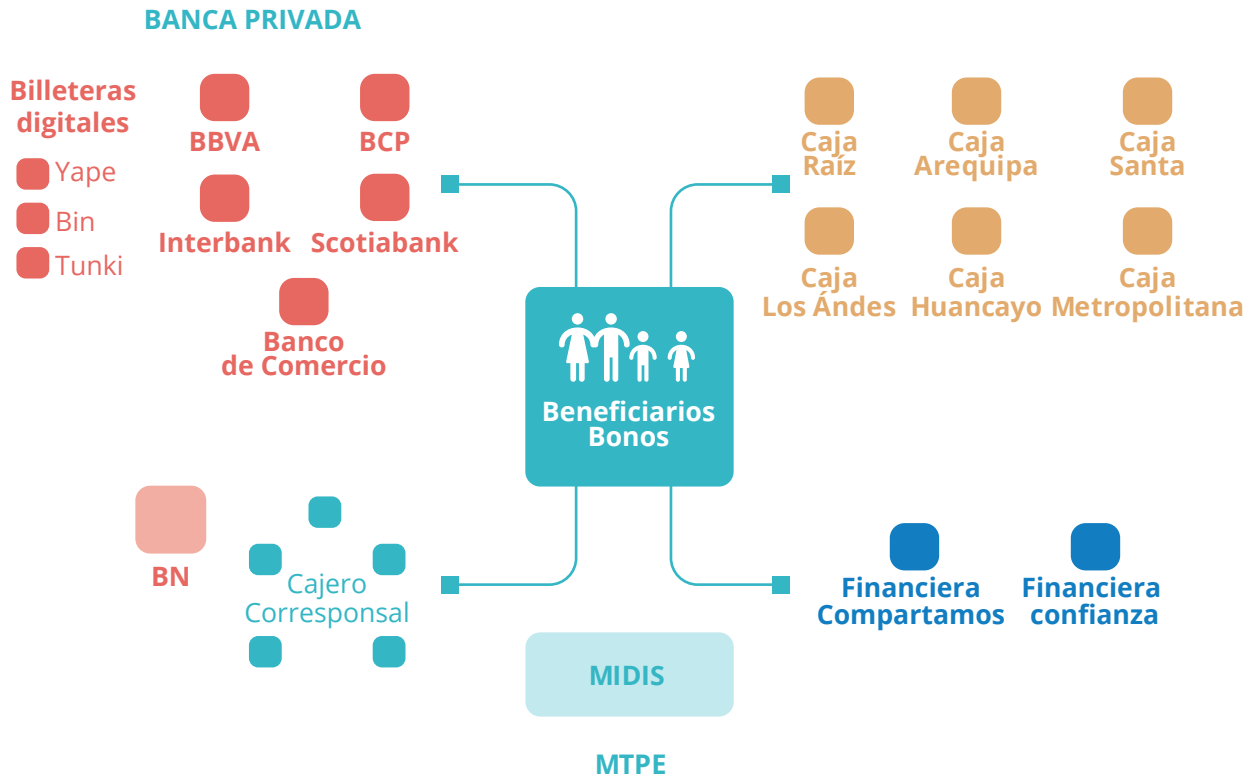 BANCA PRIVADA
Billeteras
digitales
Yape
Bin
Tunki
BBVA
BCP
Interbank
Scotiabank
Banco
de Comercio
Caja
Raíz
Caja
Arequipa
Caja
Santa
Caja
Los Ándes
Caja
Huancayo
Caja
Metropolitana
Beneficiarios
Bonos
BN
Cajero
Corresponsal
Financiera
Compartamos
Financiera
confianza
MIDIS
MTPE